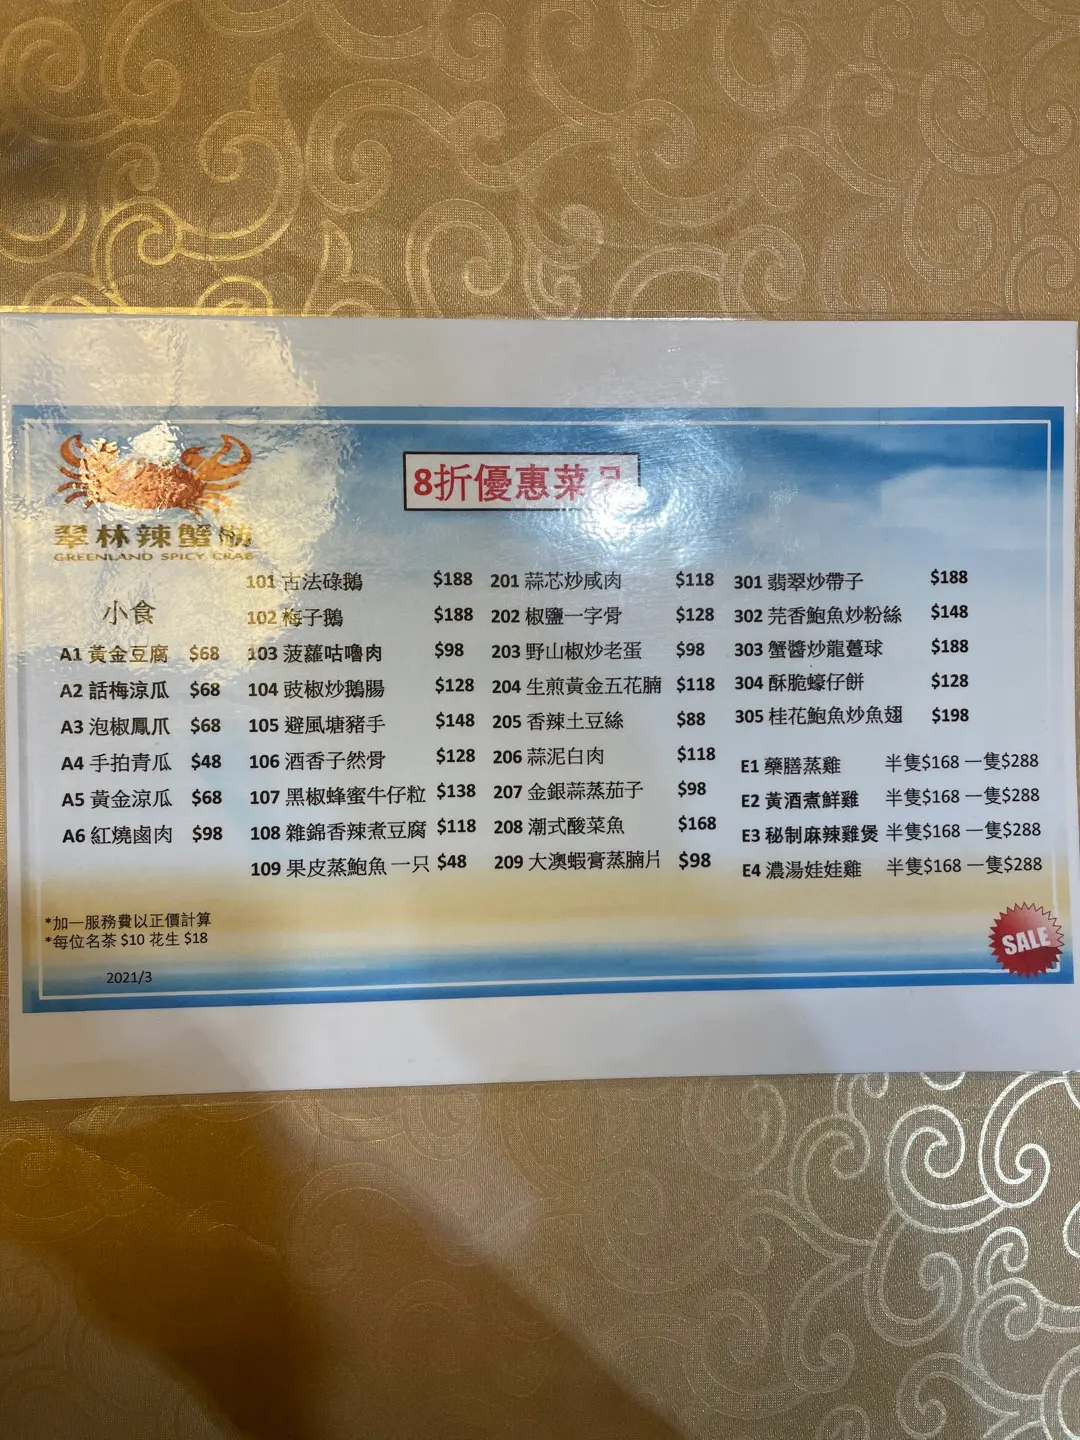 8折優惠菜品
翠林辣蟹舫
GREENLAND SPICY CRAB
小食
A1 黃金豆腐 $68
A2 話梅涼瓜 $68
A3 泡椒鳳爪 $68
A4 手拍青瓜 $48
A5 黃金涼瓜 $68
A6 紅燒鹵肉 $98
101 古法碌鵝 $188
102 梅子鵝 $188
103 菠蘿咕嚕肉 $98
104 豉椒炒鵝腸 $128
105 避風塘豬手 $148
106 酒香子然骨 $128
107 黑椒蜂蜜牛仔粒 $138
108 雜錦香辣煮豆腐 $118
109 果皮蒸鮑魚 一只 $48
201 蒜芯炒咸肉 $118
202 椒鹽一字骨 $128
203 野山椒炒老蛋 $98
204 生煎黃金五花腩 $118
205 香辣土豆絲 $88
206 蒜泥白肉 $118
207 金銀蒜蒸茄子 $98
208 潮式酸菜魚 $168
209 大澳蝦膏蒸腩片 $98
301 翡翠炒帶子 $188
302 芫香鮑魚炒粉絲 $148
303 蟹醬炒龍躉球 $188
304 酥脆蠔仔餅 $128
305 桂花鮑魚炒魚翅 $198
E1 藥膳蒸雞 半隻$168 一隻$288
E2 黃酒煮鮮雞 半隻$168 一隻$288
E3 秘制麻辣雞煲 半隻$168 一隻$288
E4 濃湯娃娃雞 半隻$168 一隻$288
*加一服務費以正價計算
*每位名茶 $10 花生 $18
2021/3
SALE